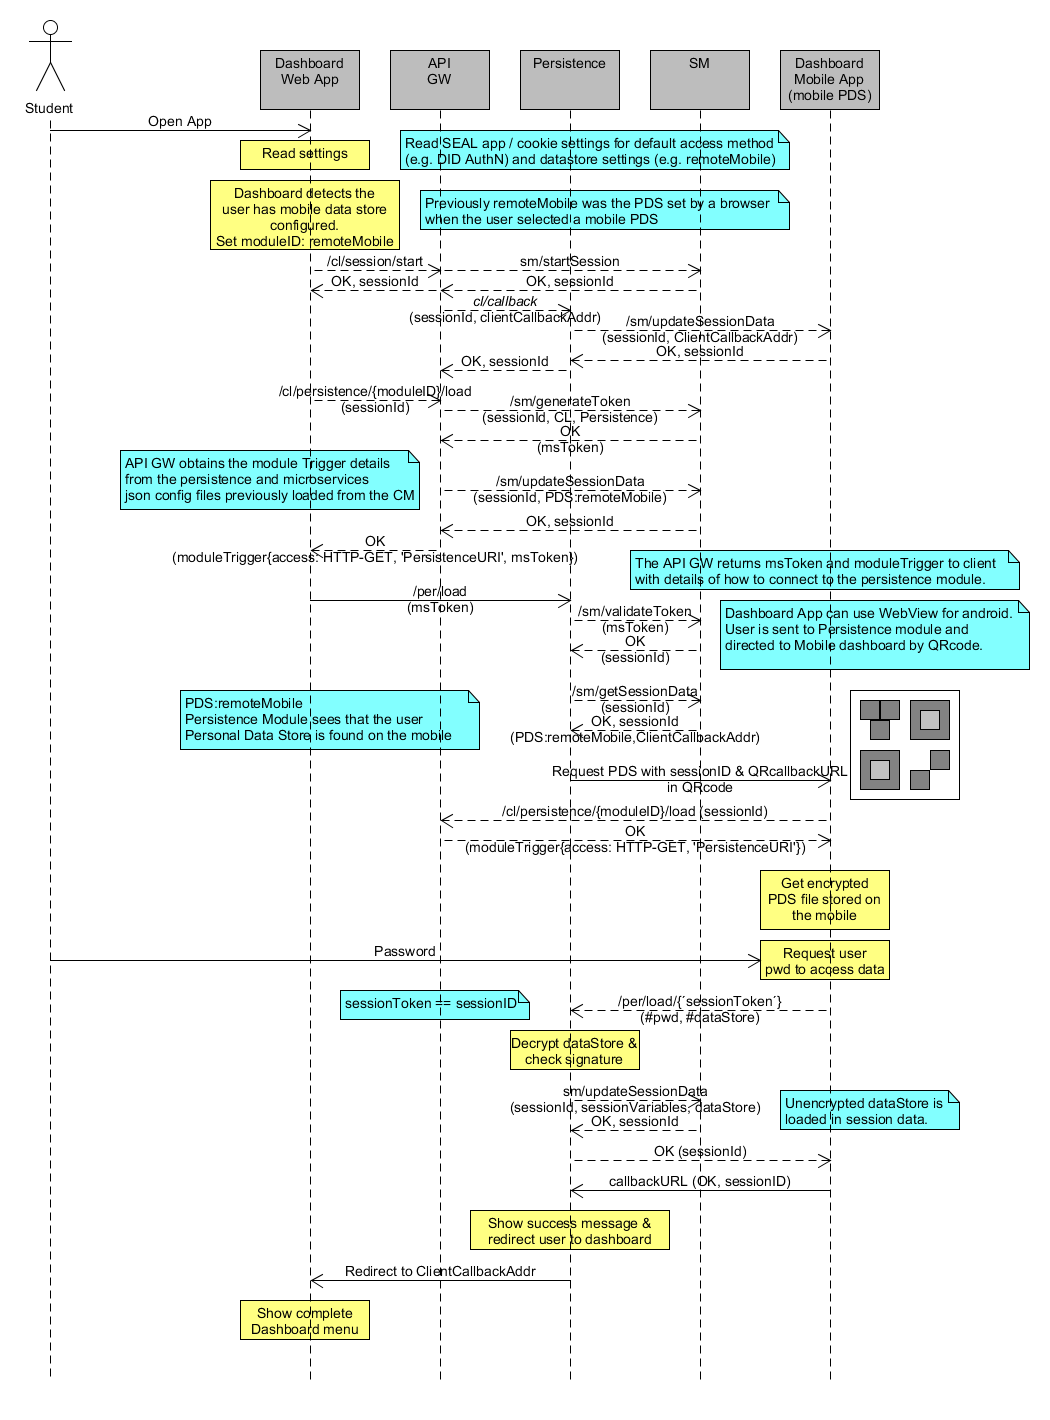 Student
Dashboard
Web App
API
GW
Persistence
SM
Dashboard
Mobile App
(mobile PDS)
Open App
Read settings
Read SEAL app / cookie settings for default access method
(e.g. DID AuthN) and datastore settings (e.g. remoteMobile)
Dashboard detects the
user has mobile data store
configured.
Set moduleID: remoteMobile
Previously remoteMobile was the PDS set by a browser
when the user selected a mobile PDS
/cl/session/start
sm/startSession
OK, sessionId
OK, sessionId
cl/callback
(sessionId, clientCallbackAddr)
/sm/updateSessionData
(sessionId, ClientCallbackAddr)
OK, sessionId
OK, sessionId
/cl/persistence/{moduleID}/load
(sessionId)
/sm/generateToken
(sessionId, CL, Persistence)
OK
(msToken)
API GW obtains the module Trigger details
from the persistence and microservices
json config files previously loaded from the CM
/sm/updateSessionData
(sessionId, PDS:remoteMobile)
OK, sessionId
OK
(moduleTrigger{access: HTTP-GET, 'PersistenceURI', msToken})
The API GW returns msToken and moduleTrigger to client
with details of how to connect to the persistence module.
/per/load
(msToken)
/sm/validateToken
(msToken)
OK
(sessionId)
Dashboard App can use WebView for android.
User is sent to Persistence module and
directed to Mobile dashboard by QRcode.
/sm/getSessionData
(sessionId)
OK, sessionId
(PDS:remoteMobile,ClientCallbackAddr)
PDS:remoteMobile
Persistence Module sees that the user
Personal Data Store is found on the mobile
Request PDS with sessionID & QRcallbackURL
in QRcode
/cl/persistence/{moduleID}/load (sessionId)
OK
(moduleTrigger{access: HTTP-GET, 'PersistenceURI'})
Get encrypted
PDS file stored on
the mobile
Password
Request user
pwd to access data
sessionToken == sessionID
/per/load/{´sessionToken´}
(#pwd, #dataStore)
Decrypt dataStore &
check signature
sm/updateSessionData
(sessionId, sessionVariables, dataStore)
OK, sessionId
Unencrypted dataStore is
loaded in session data.
OK (sessionId)
callbackURL (OK, sessionID)
Show success message &
redirect user to dashboard
Redirect to ClientCallbackAddr
Show complete
Dashboard menu